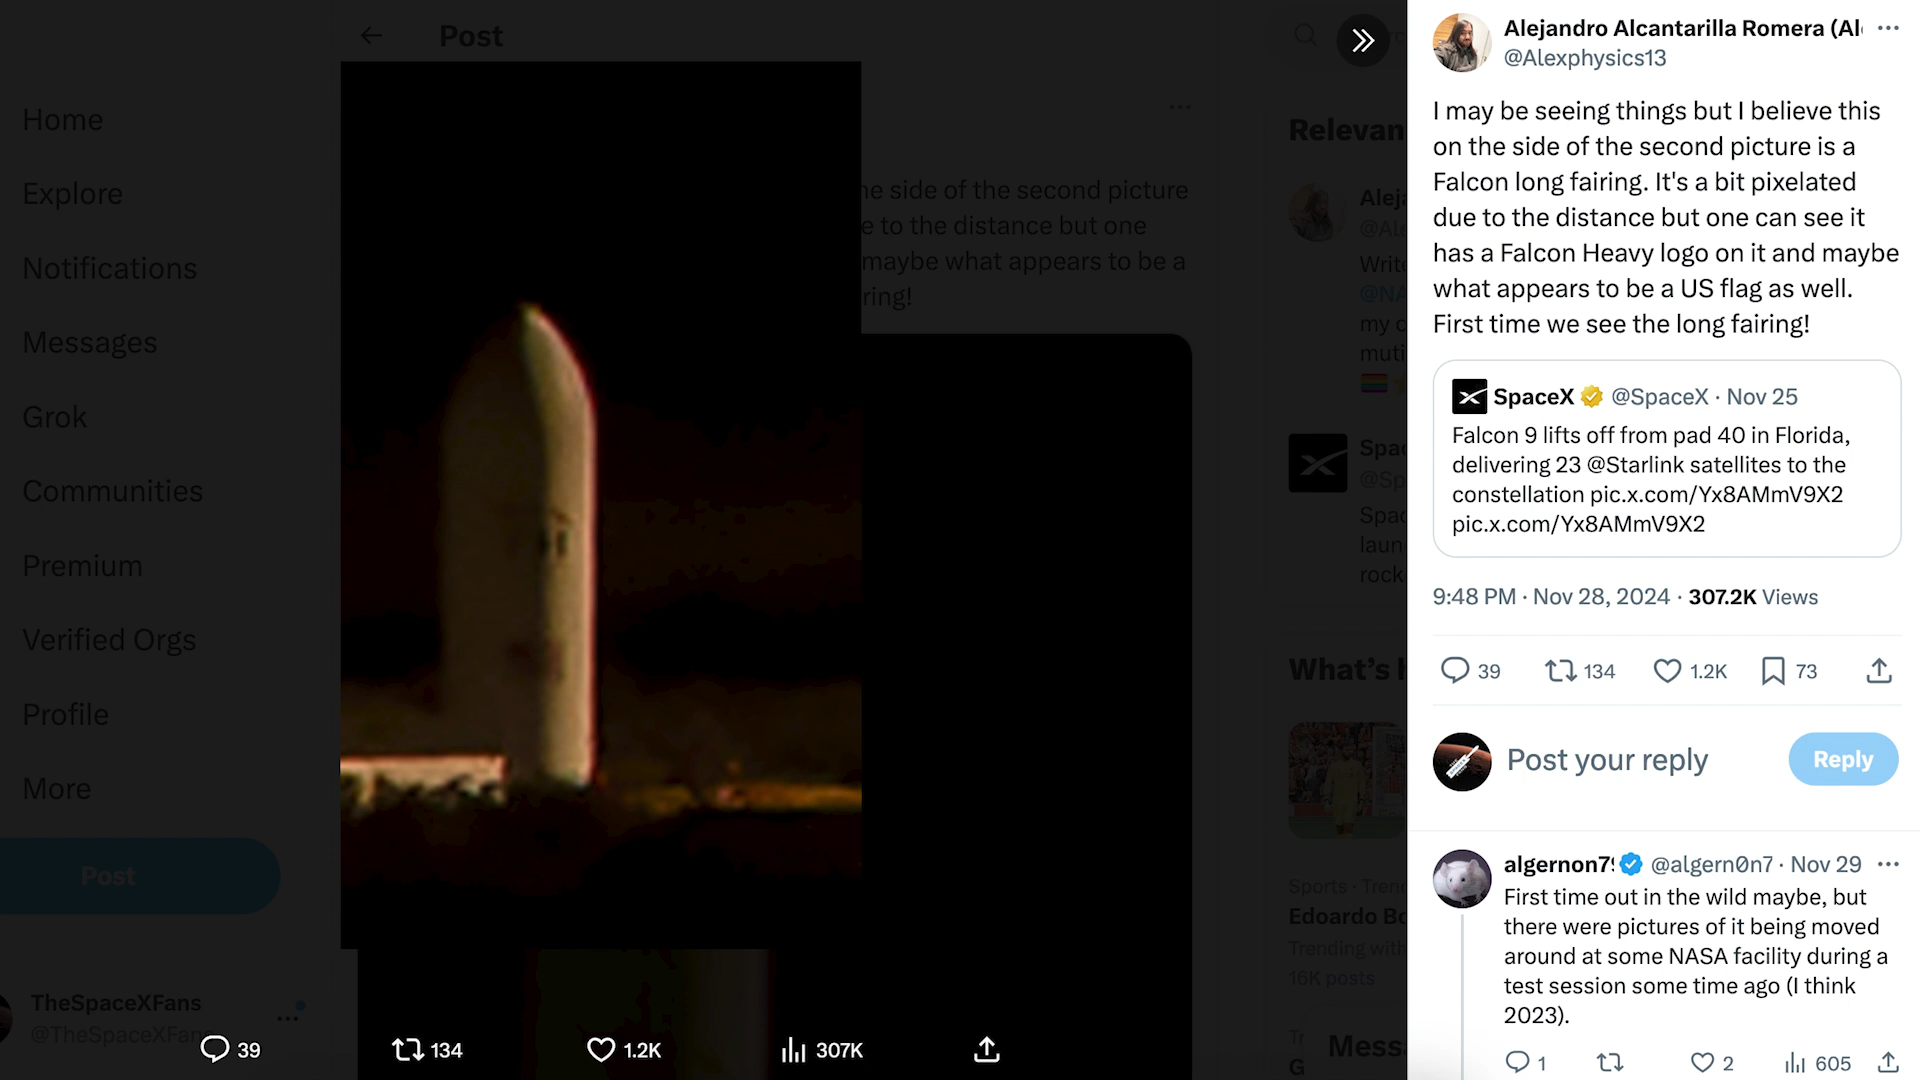 Post
Home
Explore
Notifications
Messages
Grok
Communities
Premium
Verified Orgs
Profile
More
Post
TheSpaceXFans
@TheSpaceXFans
he side of the second picture
e to the distance but one
maybe what appears to be a
ring!
39
134
1.2K
307K
Relevan
Alej
@Al
Write
@NA
my c
muti
Spa
@Sp
Spac
laun
rock
What's h
Sports · Tren
Edoardo Bo
Trending with
16K posts
Tr
G
Mess
Alejandro Alcantarilla Romera (Al
@Alexphysics13
I may be seeing things but I believe this
on the side of the second picture is a
Falcon long fairing. It's a bit pixelated
due to the distance but one can see it
has a Falcon Heavy logo on it and maybe
what appears to be a US flag as well.
First time we see the long fairing!
SpaceX @SpaceX · Nov 25
Falcon 9 lifts off from pad 40 in Florida,
delivering 23 @Starlink satellites to the
constellation pic.x.com/Yx8AMmV9X2
pic.x.com/Yx8AMmV9X2
9:48 PM · Nov 28, 2024 · 307.2K Views
39 134 1.2K 73
Post your reply
Reply
algernon79 @algern0n7 · Nov 29
First time out in the wild maybe, but
there were pictures of it being moved
around at some NASA facility during a
test session some time ago (I think
2023).
1 2 605